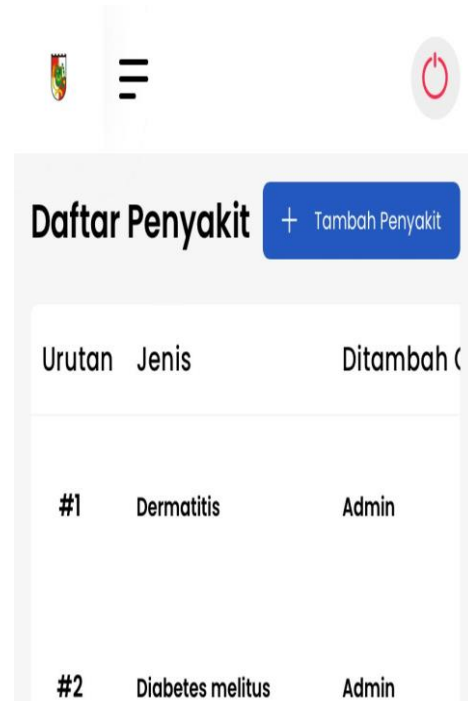 Daftar Penyakit + Tambah Penyakit
Urutan Jenis Ditambah
#1 Dermatitis Admin
#2 Diabetes melitus Admin